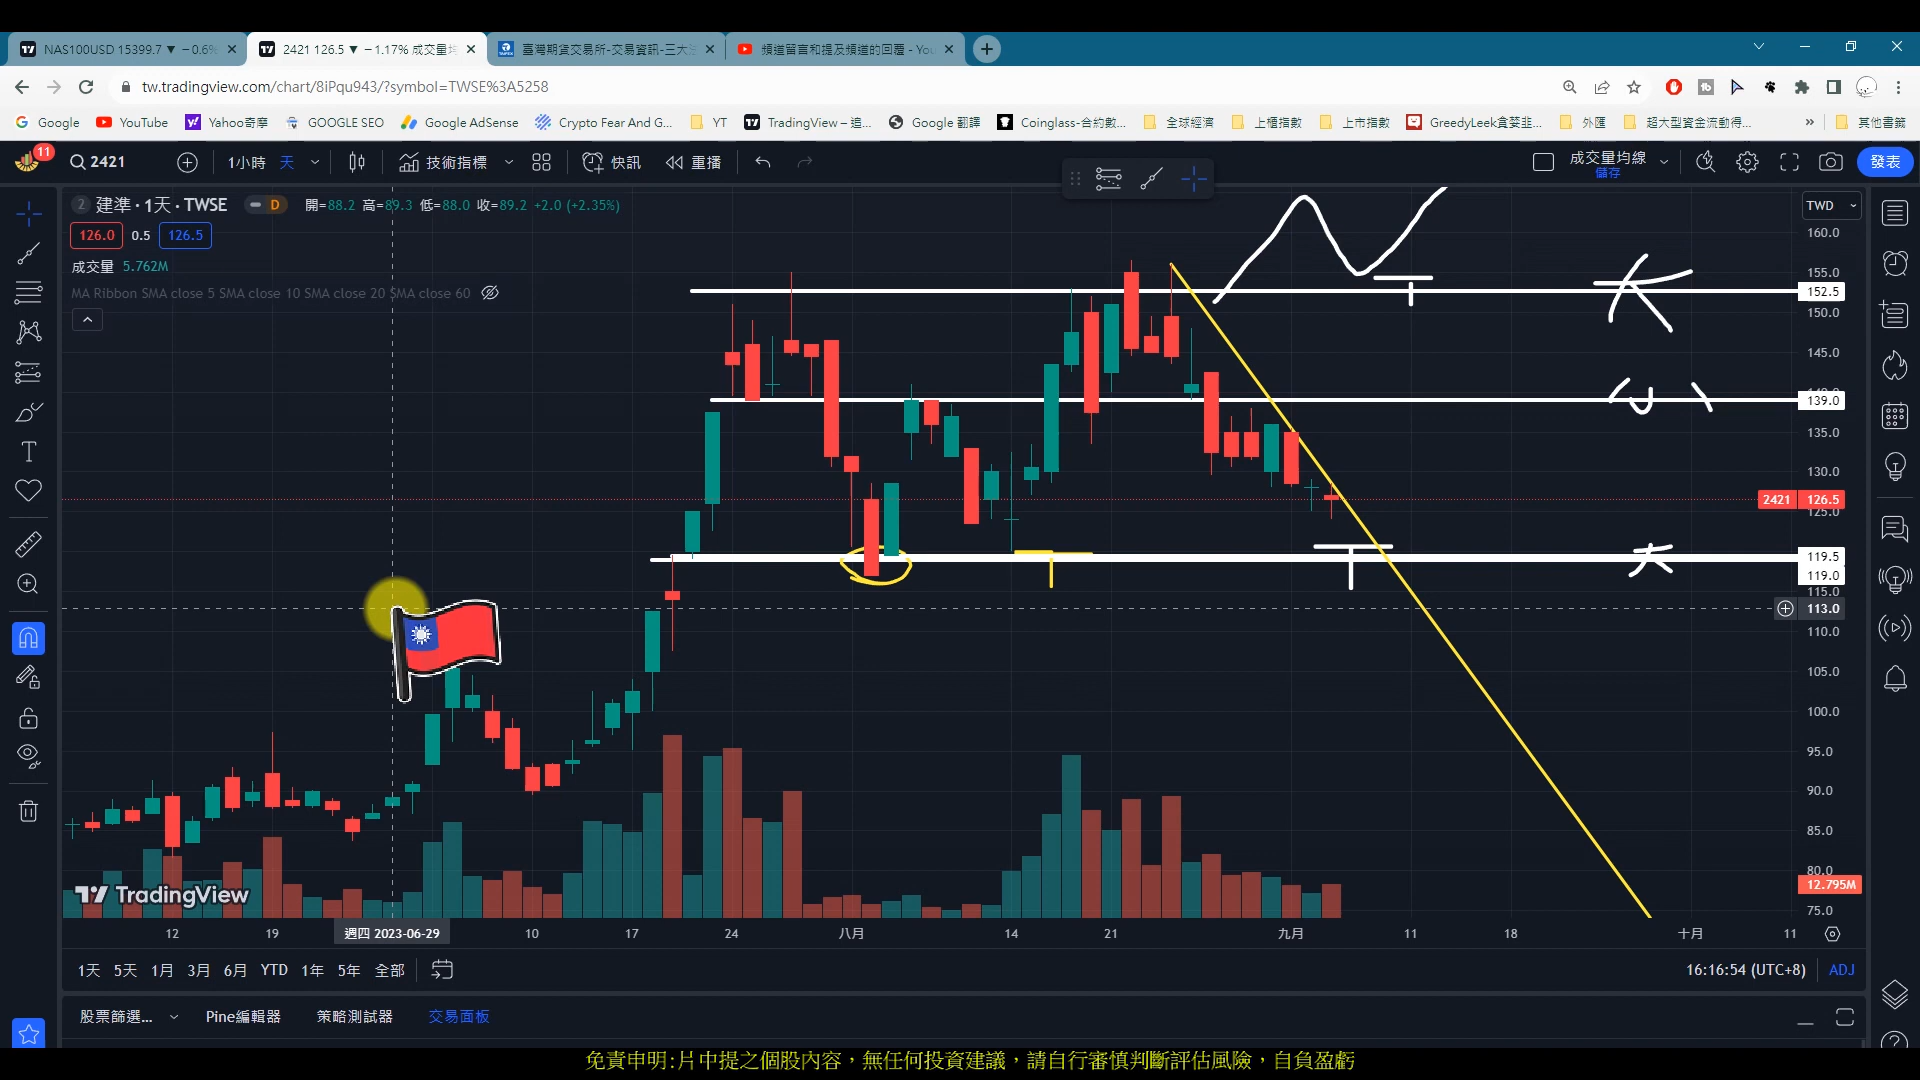 NAS100USD 15399.7 ▼ −0.6%
2421 126.5 ▼ −1.17% 成交量均
臺灣期貨交易所-交易資訊-三大法
頻道留言和提及頻道的回覆 - You
tw.tradingview.com/chart/8iPqu943/?symbol=TWSE%3A5258
Google YouTube Yahoo奇摩 GOOGLE SEO Google AdSense Crypto Fear And G... YT TradingView – 追... Google 翻譯 Coinglass-合約數... 全球經濟 上櫃指數 上市指數 GreedyLeek貪婪韭... 外匯 超大型資金流動得... » 其他書籤
11 2421 1小時 天 技術指標 快訊 重播 成交量均線 儲存 發表
2 建準 · 1天 · TWSE D 開=88.2 高=89.3 低=88.0 收=89.2 +2.0 (+2.35%) TWD
126.0 0.5 126.5
成交量 5.762M
MA Ribbon SMA close 5 SMA close 10 SMA close 20 SMA close 60
160.0
155.0
152.5
150.0
145.0
139.0
135.0
130.0
2421 126.5
125.0
119.5
119.0
115.0
113.0
110.0
105.0
100.0
95.0
90.0
85.0
80.0
12.795M
75.0
TradingView
12 19 週四 2023-06-29 10 17 24 八月 14 21 九月 11 18 十月 11
1天 5天 1月 3月 6月 YTD 1年 5年 全部 16:16:54 (UTC+8) ADJ
股票篩選... Pine編輯器 策略測試器 交易面板
免責申明:片中提之個股內容，無任何投資建議，請自行審慎判斷評估風險，自負盈虧